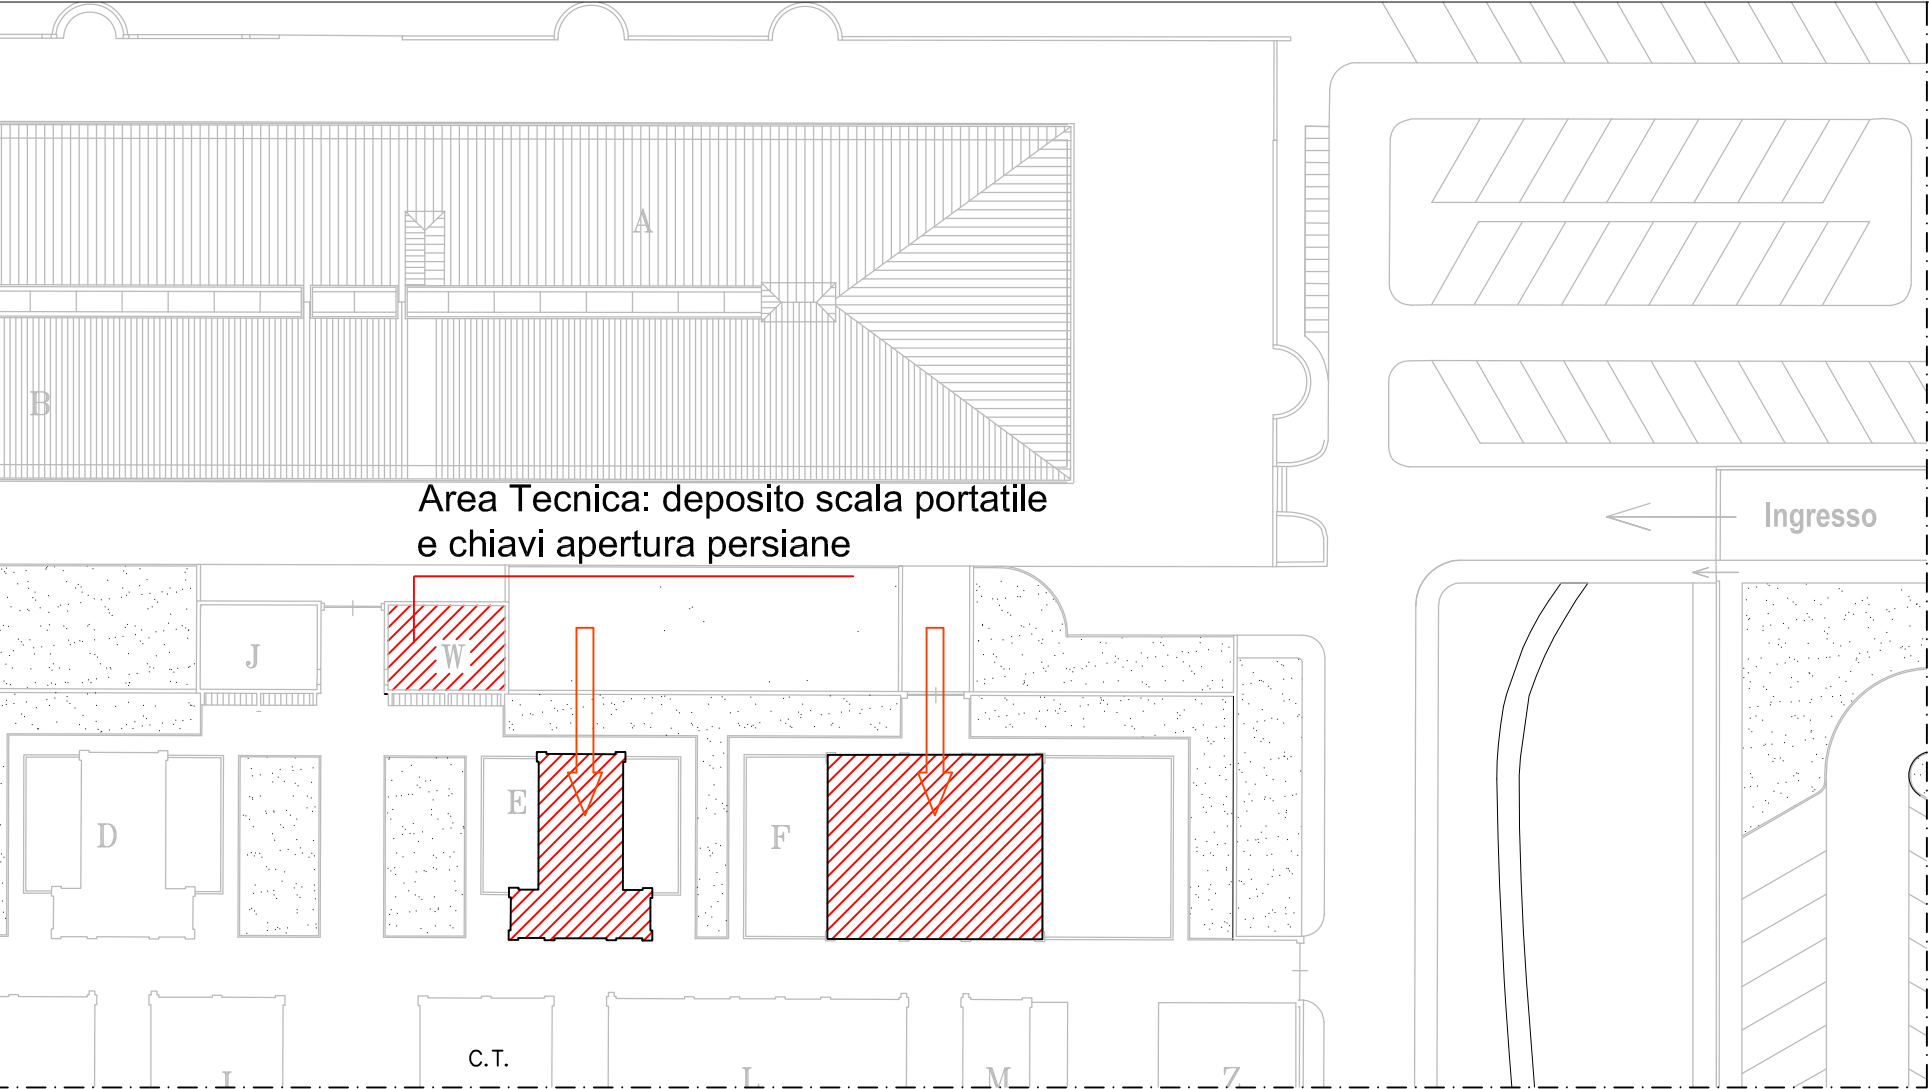 A
B
Area Tecnica: deposito scala portatile
e chiavi apertura persiane
Ingresso
J
W
E
D
F
C.T.
L
M
Z